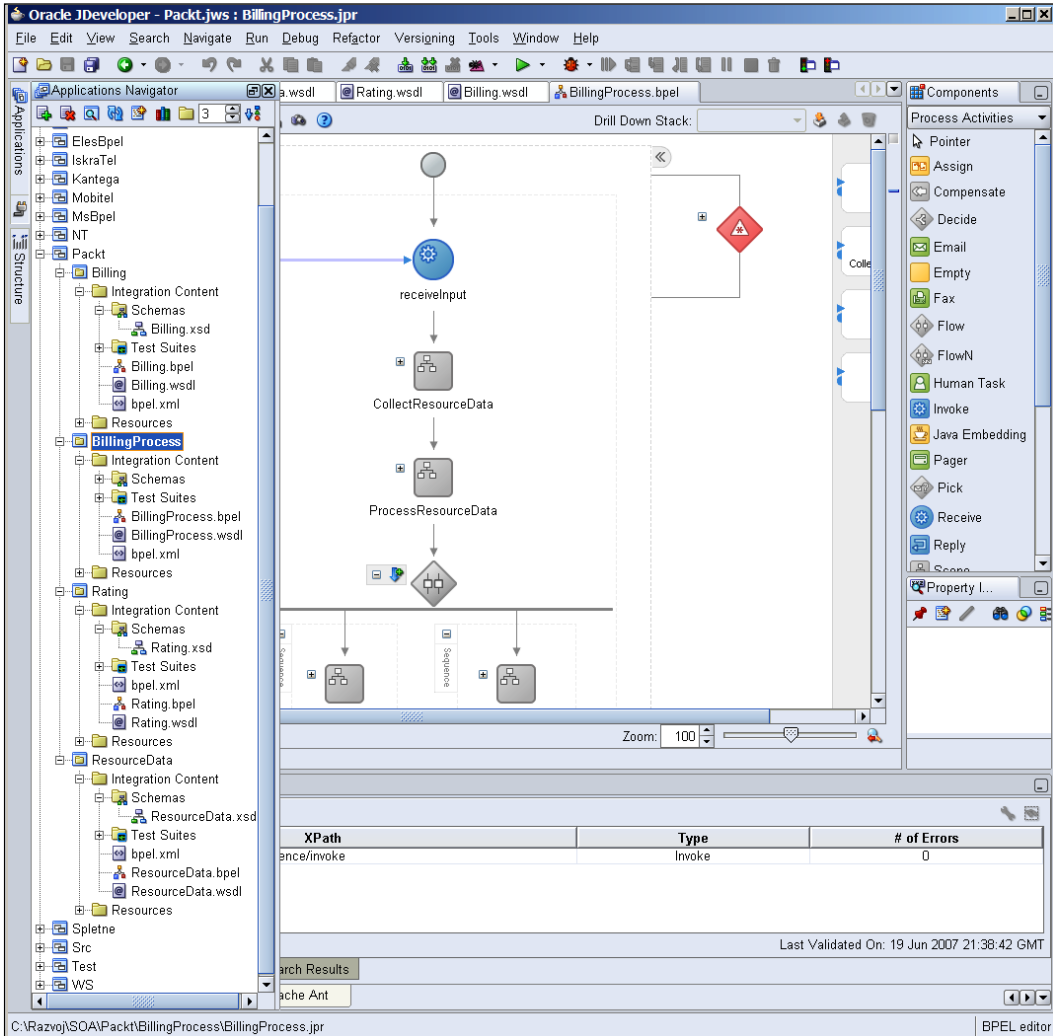 Oracle JDeveloper - Packt.jws : BillingProcess.jpr
File Edit View Search Navigate Run Debug Refactor Versioning Tools Window Help
Applications Navigator
a.wsdl Rating.wsdl Billing.wsdl BillingProcess.bpel
Components
3
Drill Down Stack:
Process Activities
Applications
Structure
ElesBpel
IskraTel
Kantega
Mobitel
MsBpel
NT
Packt
Billing
Integration Content
Schemas
Billing.xsd
Test Suites
Billing.bpel
Billing.wsdl
bpel.xml
Resources
BillingProcess
Integration Content
Schemas
Test Suites
BillingProcess.bpel
BillingProcess.wsdl
bpel.xml
Resources
Rating
Integration Content
Schemas
Rating.xsd
Test Suites
bpel.xml
Rating.bpel
Rating.wsdl
Resources
ResourceData
Integration Content
Schemas
ResourceData.xsd
Test Suites
bpel.xml
ResourceData.bpel
ResourceData.wsdl
Resources
Spletne
Src
Test
WS
receiveInput
CollectResourceData
ProcessResourceData
Sequence
Sequence
Colle
Pointer
Assign
Compensate
Decide
Email
Empty
Fax
Flow
FlowN
Human Task
Invoke
Java Embedding
Pager
Pick
Receive
Reply
Scope
Property I...
Zoom: 100
XPath Type # of Errors
ence/invoke Invoke 0
Last Validated On: 19 Jun 2007 21:38:42 GMT
arch Results
ache Ant
C:\Razvoj\SOA\Packt\BillingProcess\BillingProcess.jpr
BPEL editor